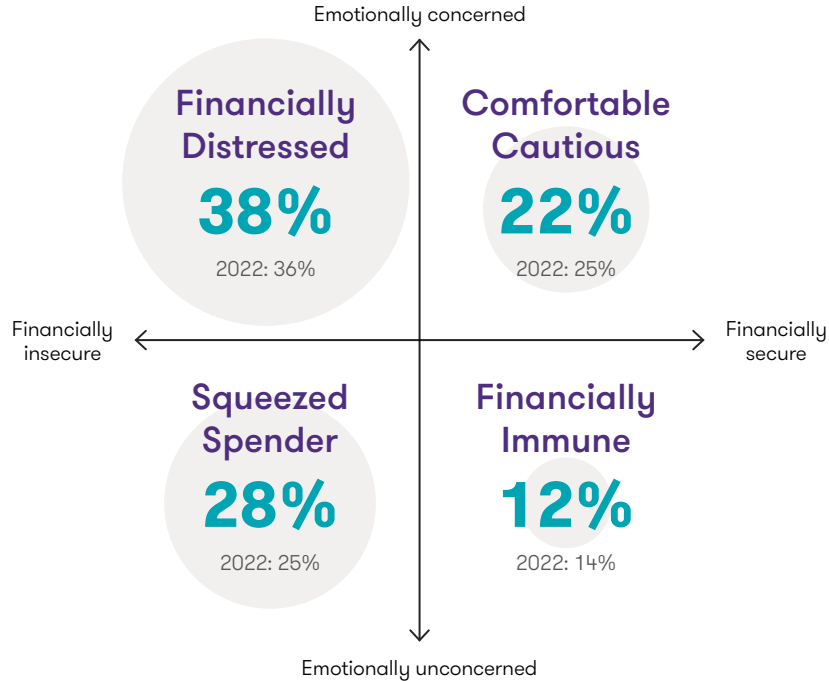 Emotionally concerned
Financially
Distressed
38%
2022: 36%
Comfortable
Cautious
22%
2022: 25%
Financially
insecure
Financially
secure
Squeezed
Spender
28%
2022: 25%
Financially
Immune
12%
2022: 14%
Emotionally unconcerned